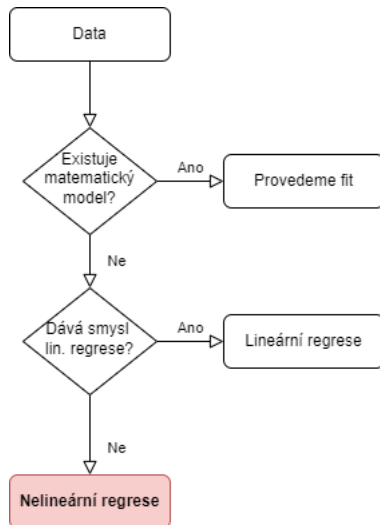 Data
Existuje
matematický
model?
Ano
Provedeme fit
Ne
Dává smysl
lin. regrese?
Ano
Lineární regrese
Ne
Nelineární regrese